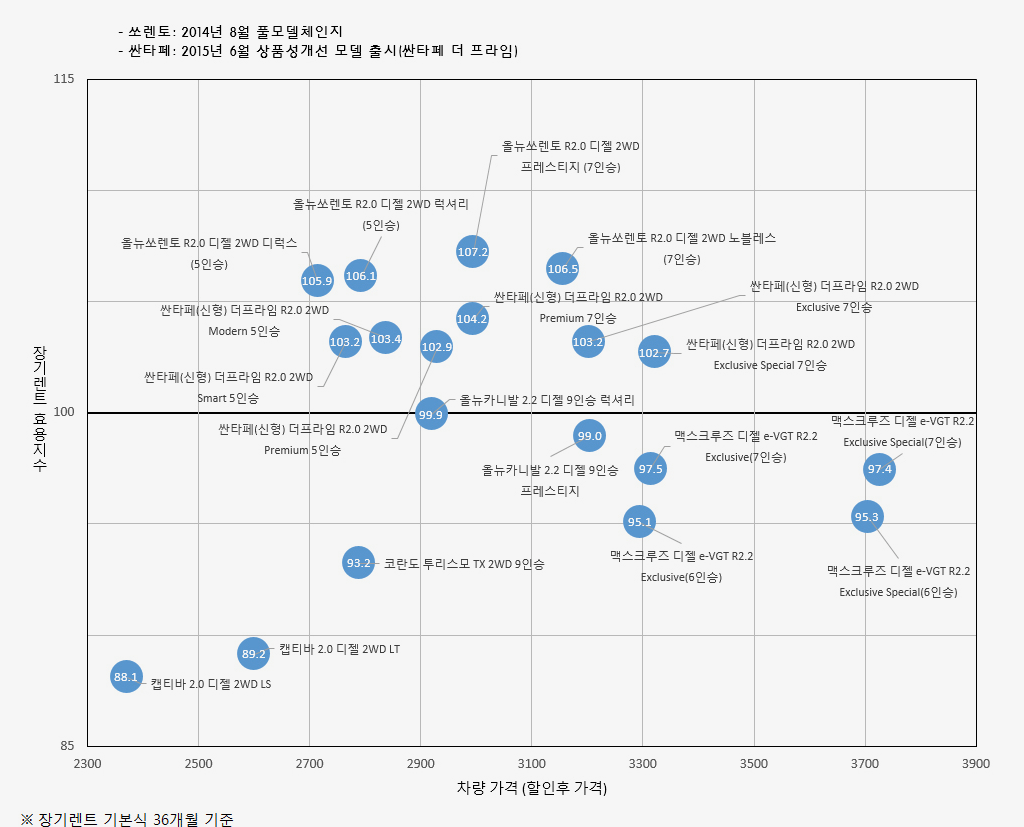 - 쏘렌토: 2014년 8월 풀모델체인지
- 싼타페: 2015년 6월 상품성개선 모델 출시(싼타페 더 프라임)
115
올뉴쏘렌토 R2.0 디젤 2WD
프레스티지 (7인승)
올뉴쏘렌토 R2.0 디젤 2WD 럭셔리
(5인승)
올뉴쏘렌토 R2.0 디젤 2WD 디럭스
(5인승)
올뉴쏘렌토 R2.0 디젤 2WD 노블레스
(7인승)
107.2
106.5
106.1
105.9
싼타페(신형) 더프라임 R2.0 2WD
Exclusive 7인승
싼타페(신형) 더프라임 R2.0 2WD
Premium 7인승
싼타페(신형) 더프라임 R2.0 2WD
Modern 5인승
104.2
103.4
103.2
102.9
103.2
102.7
싼타페(신형) 더프라임 R2.0 2WD
Exclusive Special 7인승
싼타페(신형) 더프라임 R2.0 2WD
Smart 5인승
장기렌트 효용지수
100
99.9
올뉴카니발 2.2 디젤 9인승 럭셔리
싼타페(신형) 더프라임 R2.0 2WD
Premium 5인승
99.0
올뉴카니발 2.2 디젤 9인승
프레스티지
맥스크루즈 디젤 e-VGT R2.2
Exclusive(7인승)
97.5
맥스크루즈 디젤 e-VGT R2.2
Exclusive Special(7인승)
97.4
95.1
맥스크루즈 디젤 e-VGT R2.2
Exclusive(6인승)
95.3
맥스크루즈 디젤 e-VGT R2.2
Exclusive Special(6인승)
93.2
코란도 투리스모 TX 2WD 9인승
89.2
캡티바 2.0 디젤 2WD LT
88.1
캡티바 2.0 디젤 2WD LS
85
2300 2500 2700 2900 3100 3300 3500 3700 3900
차량 가격 (할인후 가격)
※ 장기렌트 기본식 36개월 기준